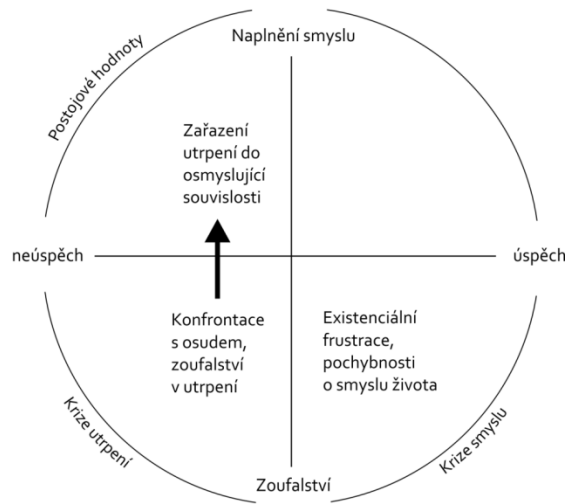 Naplnění smyslu
Postojové hodnoty
Zařazení
utrpení do
osmyslující
souvislosti
neúspěch
úspěch
Konfrontace
s osudem,
zoufalství
v utrpení
Existenciální
frustrace,
pochybnosti
o smyslu života
Krize utrpení
Krize smyslu
Zoufalství